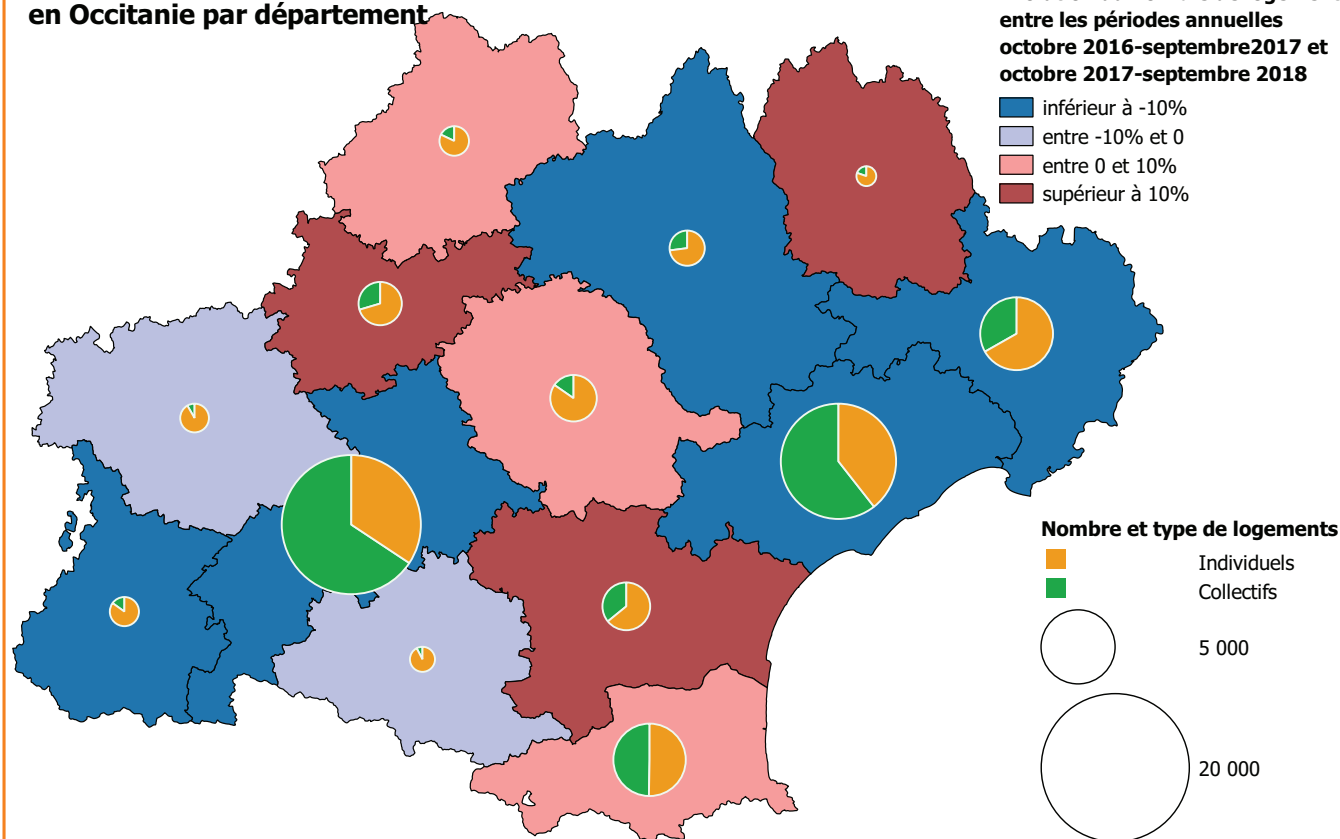 en Occitanie par département
entre les périodes annuelles
octobre 2016-septembre2017 et
octobre 2017-septembre 2018
inférieur à -10%
entre -10% et 0
entre 0 et 10%
supérieur à 10%
Nombre et type de logements
Individuels
Collectifs
5 000
20 000